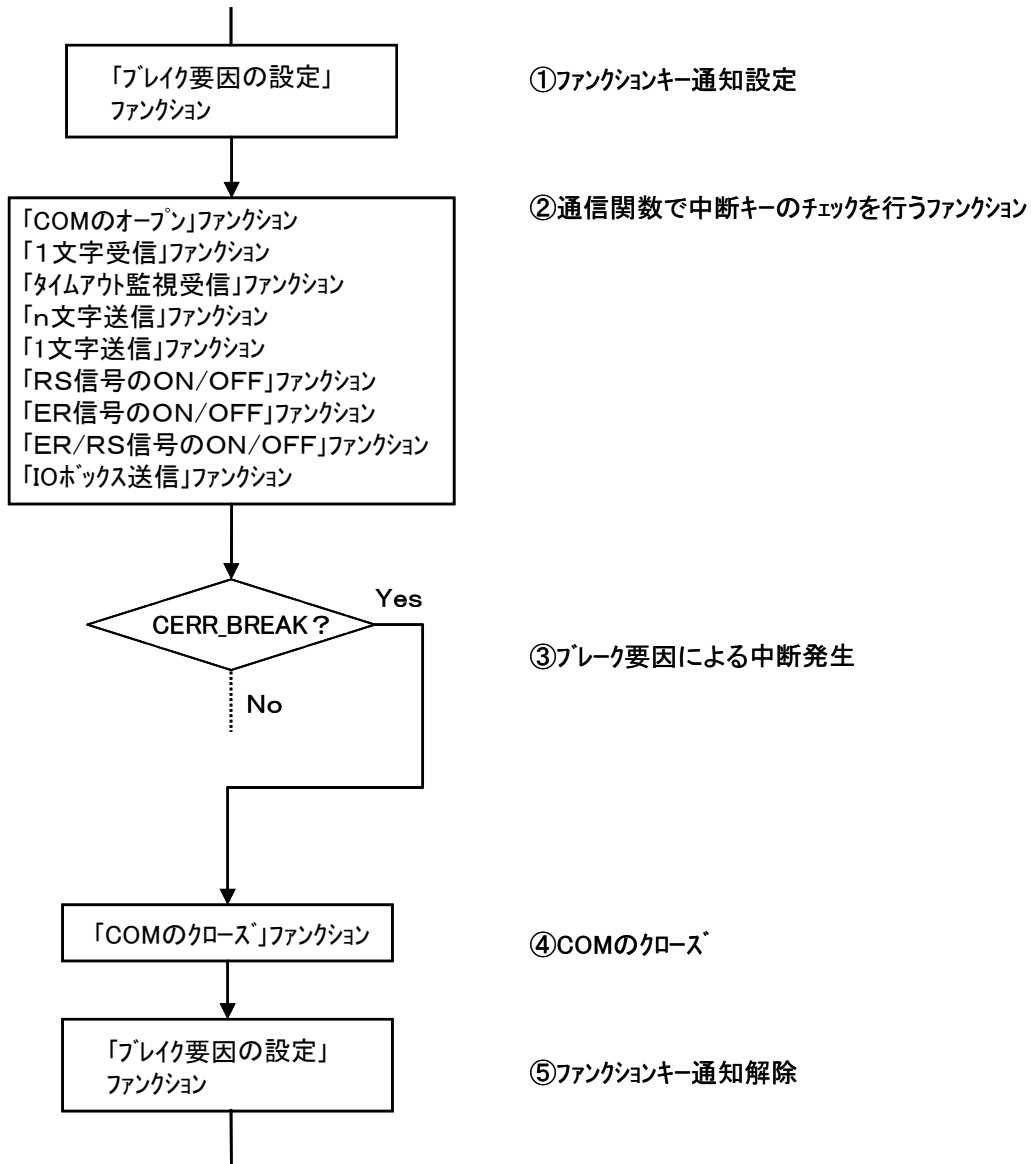 「ﾌﾞﾚｲｸ要因の設定」
ﾌｧﾝｸｼｮﾝ
①ﾌｧﾝｸｼｮﾝｷｰ通知設定
「COMのｵｰﾌﾟﾝ」ﾌｧﾝｸｼｮﾝ
「１文字受信」ﾌｧﾝｸｼｮﾝ
「ﾀｲﾑｱｳﾄ監視受信」ﾌｧﾝｸｼｮﾝ
「ｎ文字送信」ﾌｧﾝｸｼｮﾝ
「1文字送信」ﾌｧﾝｸｼｮﾝ
「ＲＳ信号のＯＮ/ＯＦＦ」ﾌｧﾝｸｼｮﾝ
「ＥＲ信号のＯＮ/ＯＦＦ」ﾌｧﾝｸｼｮﾝ
「ＥＲ/ＲＳ信号のＯＮ/ＯＦＦ」ﾌｧﾝｸｼｮﾝ
「IOﾎﾞｯｸｽ送信」ﾌｧﾝｸｼｮﾝ
②通信関数で中断ｷｰのﾁｪｯｸを行うﾌｧﾝｸｼｮﾝ
CERR_BREAK？
Yes
No
③ﾌﾞﾚｰｸ要因による中断発生
「COMのｸﾛｰｽﾞ」ﾌｧﾝｸｼｮﾝ
④COMのｸﾛｰｽﾞ
「ﾌﾞﾚｲｸ要因の設定」
ﾌｧﾝｸｼｮﾝ
⑤ﾌｧﾝｸｼｮﾝｷｰ通知解除